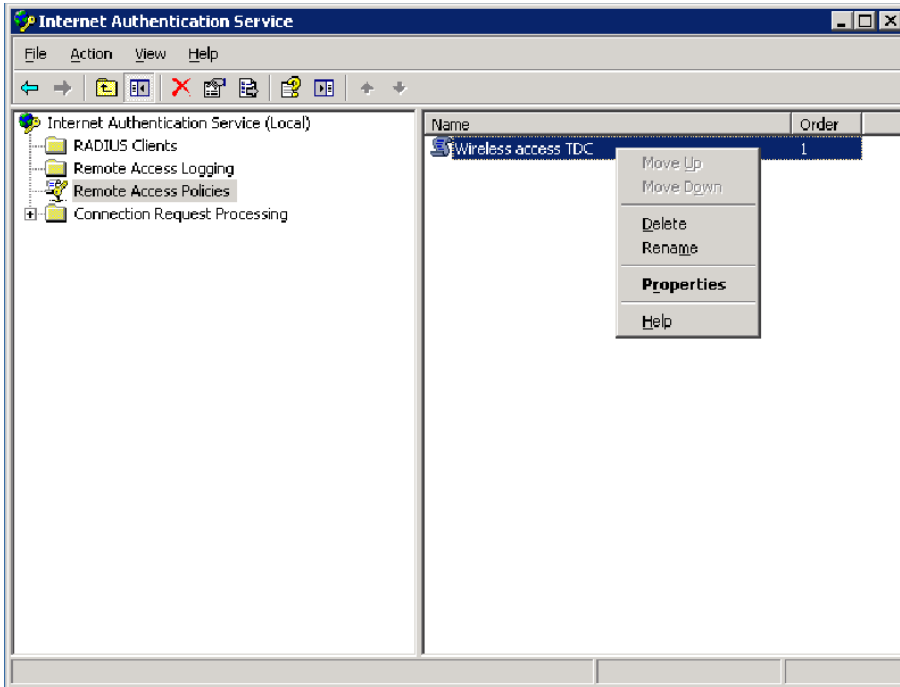 Internet Authentication Service
File Action View Help
Internet Authentication Service (Local)
RADIUS Clients
Remote Access Logging
Remote Access Policies
Connection Request Processing
Name Order
Wireless access TDC 1
Move Up
Move Down
Delete
Rename
Properties
Help